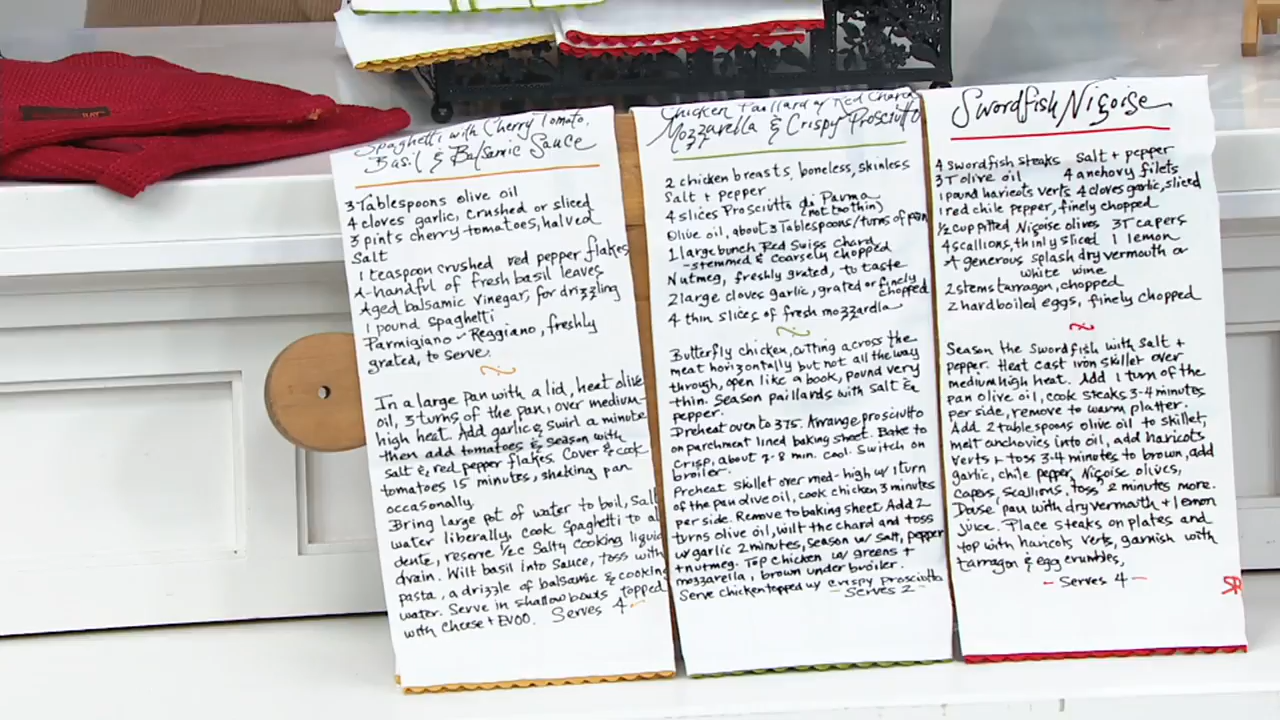 Spaghetti with Cherry Tomato,
Basil & Balsamic Sauce
3 Tablespoons olive oil
4 cloves garlic, crushed or sliced
3 pints cherry tomatoes, halved
Salt
1 teaspoon crushed red pepper flakes
A handful of fresh basil leaves
Aged balsamic vinegar, for drizzling
1 pound spaghetti
Parmigiano-Reggiano, freshly
grated, to serve.
In a large pan with a lid, heat olive
oil, 3 turns of the pan, over medium-
high heat. Add garlic & swirl a minute
then add tomatoes & season with
salt & red pepper flakes. Cover & cook
tomatoes 15 minutes, shaking pan
occasionally.
Bring large pot of water to boil, salt
water liberally, cook spaghetti to al
dente, reserve 1/2c salty cooking liquid
drain. Wilt basil into sauce, toss with
pasta, a drizzle of balsamic & cooking
water. Serve in shallow bowls topped
with cheese + EVOO. Serves 4
Chicken Paillard w/ Red Chard
Mozzarella & Crispy Prosciutto
2 chicken breasts, boneless, skinless
Salt + pepper
4 slices Prosciutto di Parma
(not too thin)
Olive oil, about 3 Tablespoons/turns of pan
1 large bunch Red Swiss Chard
-stemmed & coarsely chopped
Nutmeg, freshly grated, to taste
2 large cloves garlic, grated or finely
chopped
4 thin slices of fresh mozzarella
Butterfly chicken, cutting across the
meat horizontally but not all the way
through, open like a book, pound very
thin. Season paillards with salt &
pepper.
Preheat oven to 375. Arrange prosciutto
on parchment lined baking sheet. Bake to
crisp, about 7-8 min. Cool. Switch on
broiler.
Preheat skillet over med-high w/ 1 turn
of the pan olive oil, cook chicken 3 minutes
per side. Remove to baking sheet. Add 2
turns olive oil, wilt the chard and toss
w/ garlic 2 minutes, season w/ salt, pepper
+ nutmeg. Top chicken w/ greens +
mozzarella, brown under broiler.
Serve chicken topped w/ crispy prosciutto
- Serves 2 -
Swordfish Niçoise
4 Swordfish steaks Salt + pepper
3T olive oil 4 anchovy filets
1 pound haricots verts 4 cloves garlic, sliced
1 red chile pepper, finely chopped
1/2 cup pitted Niçoise olives 3T capers
4 scallions, thinly sliced 1 lemon
A generous splash dry vermouth or
white wine
2 stems tarragon, chopped
2 hard boiled eggs, finely chopped
Season the swordfish with salt +
pepper. Heat cast iron skillet over
medium high heat. Add 1 turn of the
pan olive oil, cook steaks 3-4 minutes
per side, remove to warm platter.
Add 2 tablespoons olive oil to skillet,
melt anchovies into oil, add haricots
verts + toss 3-4 minutes to brown, add
garlic, chile pepper, Niçoise olives,
capers, scallions, toss 2 minutes more.
Douse pan with dry vermouth + lemon
juice. Place steaks on plates and
top with haricots verts, garnish with
tarragon & egg crumbles,
- Serves 4 -